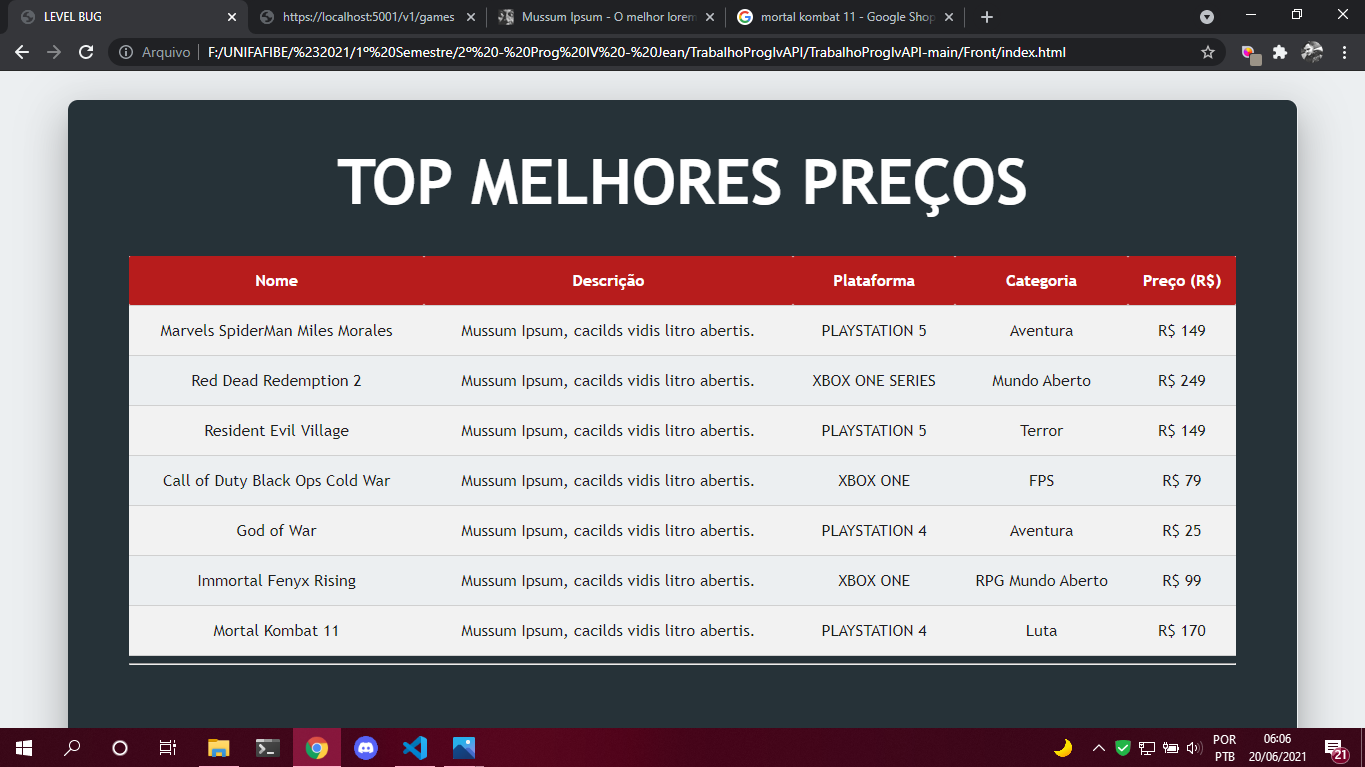 LEVEL BUG
https://localhost:5001/v1/games
Mussum Ipsum - O melhor lorem
mortal kombat 11 - Google Shop
Arquivo
F:/UNIFAFIBE/%232021/1º%20Semestre/2º%20-%20Prog%20IV%20-%20Jean/TrabalhoProgIvAPI/TrabalhoProgIvAPI-main/Front/index.html
TOP MELHORES PREÇOS
Nome Descrição Plataforma Categoria Preço (R$)
Marvels SpiderMan Miles Morales Mussum Ipsum, cacilds vidis litro abertis. PLAYSTATION 5 Aventura R$ 149
Red Dead Redemption 2 Mussum Ipsum, cacilds vidis litro abertis. XBOX ONE SERIES Mundo Aberto R$ 249
Resident Evil Village Mussum Ipsum, cacilds vidis litro abertis. PLAYSTATION 5 Terror R$ 149
Call of Duty Black Ops Cold War Mussum Ipsum, cacilds vidis litro abertis. XBOX ONE FPS R$ 79
God of War Mussum Ipsum, cacilds vidis litro abertis. PLAYSTATION 4 Aventura R$ 25
Immortal Fenyx Rising Mussum Ipsum, cacilds vidis litro abertis. XBOX ONE RPG Mundo Aberto R$ 99
Mortal Kombat 11 Mussum Ipsum, cacilds vidis litro abertis. PLAYSTATION 4 Luta R$ 170
POR
PTB
06:06
20/06/2021
21